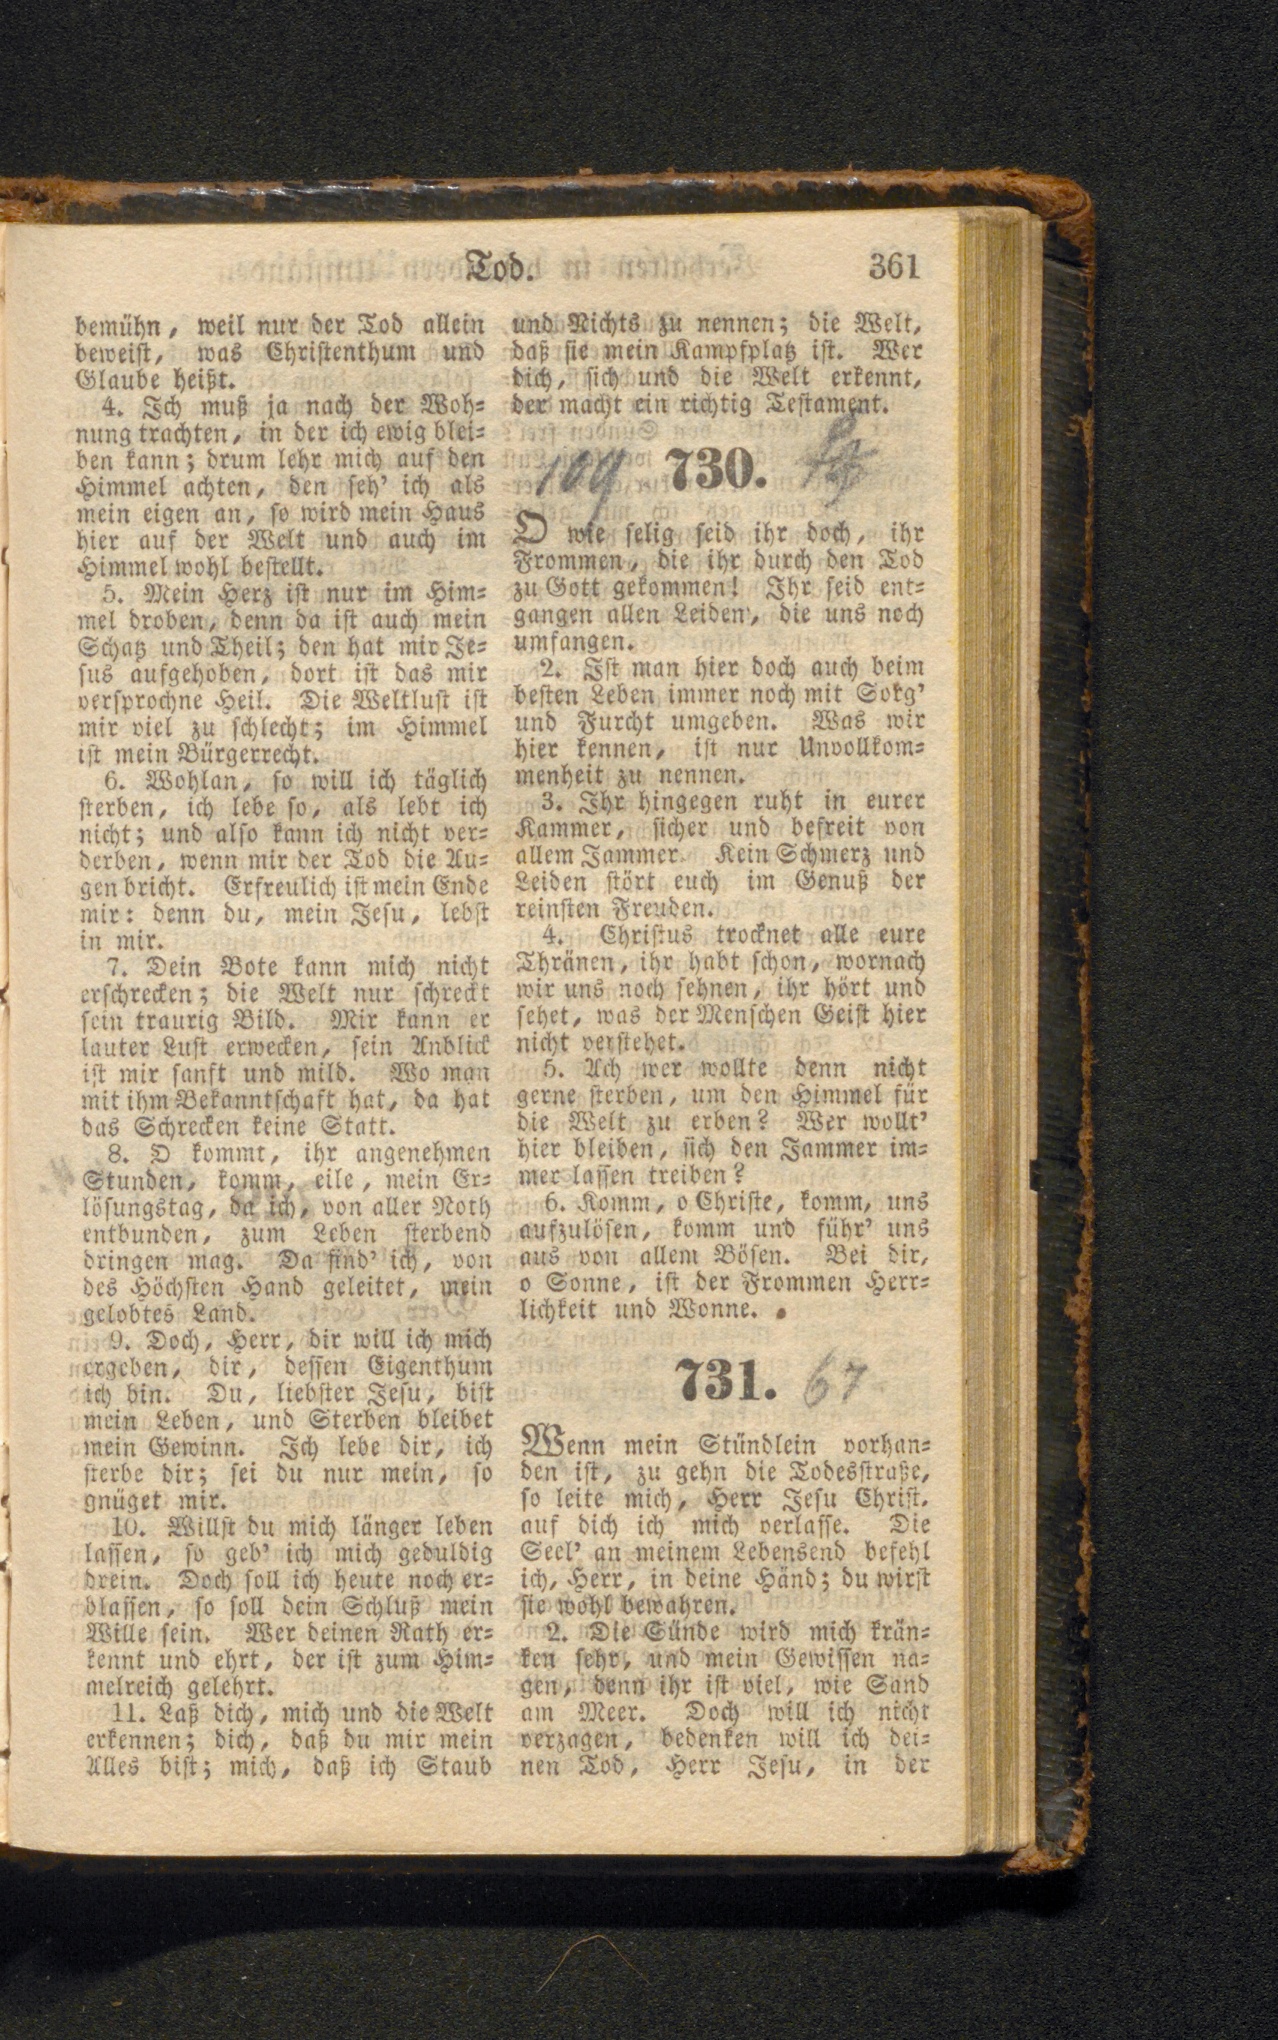 Tod.
361
bemühn, weil nur der Tod allein
beweist, was Christenthum und
Glaube heißt.
4. Ich muß ja nach der Woh-
nung trachten, in der ich ewig blei-
ben kann; drum lehr mich auf den
Himmel achten, den seh' ich als
mein eigen an, so wird mein Haus
hier auf der Welt und auch im
Himmel wohl bestellt.
5. Mein Herz ist nur im Him-
mel droben, denn da ist auch mein
Schatz und Theil; den hat mir Je-
sus aufgehoben, dort ist das mir
versprochne Heil. Die Weltlust ist
mir viel zu schlecht; im Himmel
ist mein Bürgerrecht.
6. Wohlan, so will ich täglich
sterben, ich lebe so, als lebt ich
nicht; und also kann ich nicht ver-
derben, wenn mir der Tod die Au-
gen bricht. Erfreulich ist mein Ende
mir: denn du, mein Jesu, lebst
in mir.
7. Dein Bote kann mich nicht
erschrecken; die Welt nur schreckt
sein traurig Bild. Mir kann er
lauter Lust erwecken, sein Anblick
ist mir sanft und mild. Wo man
mit ihm Bekanntschaft hat, da hat
das Schrecken keine Statt.
8. O kommt, ihr angenehmen
Stunden, komm, eile, mein Er-
lösungstag, da ich, von aller Noth
entbunden, zum Leben sterbend
dringen mag. Da find' ich, von
des Höchsten Hand geleitet, mein
gelobtes Land.
9. Doch, Herr, dir will ich mich
ergeben, dir, dessen Eigenthum
ich bin. Du, liebster Jesu, bist
mein Leben, und Sterben bleibet
mein Gewinn. Ich lebe dir, ich
sterbe dir; sei du nur mein, so
gnüget mir.
10. Willst du mich länger leben
lassen, so geb' ich mich geduldig
drein. Doch soll ich heute noch er-
blassen, so soll dein Schluß mein
Wille sein. Wer deinen Rath er-
kennt und ehrt, der ist zum Him-
melreich gelehrt.
11. Laß dich, mich und die Welt
erkennen; dich, daß du mir mein
Alles bist; mich, daß ich Staub
und Nichts zu nennen; die Welt,
daß sie mein Kampfplatz ist. Wer
dich, sich und die Welt erkennt,
der macht ein richtig Testament.
109 730.
O wie selig seid ihr doch, ihr
Frommen, die ihr durch den Tod
zu Gott gekommen! Ihr seid ent-
gangen allen Leiden, die uns noch
umfangen.
2. Ist man hier doch auch beim
besten Leben immer noch mit Sokg'
und Furcht umgeben. Was wir
hier kennen, ist nur Unvollkom-
menheit zu nennen.
3. Ihr hingegen ruht in eurer
Kammer, sicher und befreit von
allem Jammer. Kein Schmerz und
Leiden stört euch im Genuß der
reinsten Freuden.
4. Christus trocknet alle eure
Thränen, ihr habt schon, wornach
wir uns noch sehnen, ihr hört und
sehet, was der Menschen Geist hier
nicht verstehet.
5. Ach wer wollte denn nicht
gerne sterben, um den Himmel für
die Welt zu erben? Wer wollt'
hier bleiben, sich den Jammer im-
mer lassen treiben?
6. Komm, o Christe, komm, uns
aufzulösen, komm und führ' uns
aus von allem Bösen. Bei dir,
o Sonne, ist der Frommen Herr-
lichkeit und Wonne.
731. 67
Wenn mein Stündlein vorhan-
den ist, zu gehn die Todesstraße,
so leite mich, Herr Jesu Christ,
auf dich ich mich verlasse. Die
Seel' an meinem Lebensend befehl
ich, Herr, in deine Händ; du wirst
sie wohl bewahren.
2. Die Sünde wird mich krän-
ken sehr, und mein Gewissen na-
gen, denn ihr ist viel, wie Sand
am Meer. Doch will ich nicht
verzagen, bedenken will ich dei-
nen Tod, Herr Jesu, in der